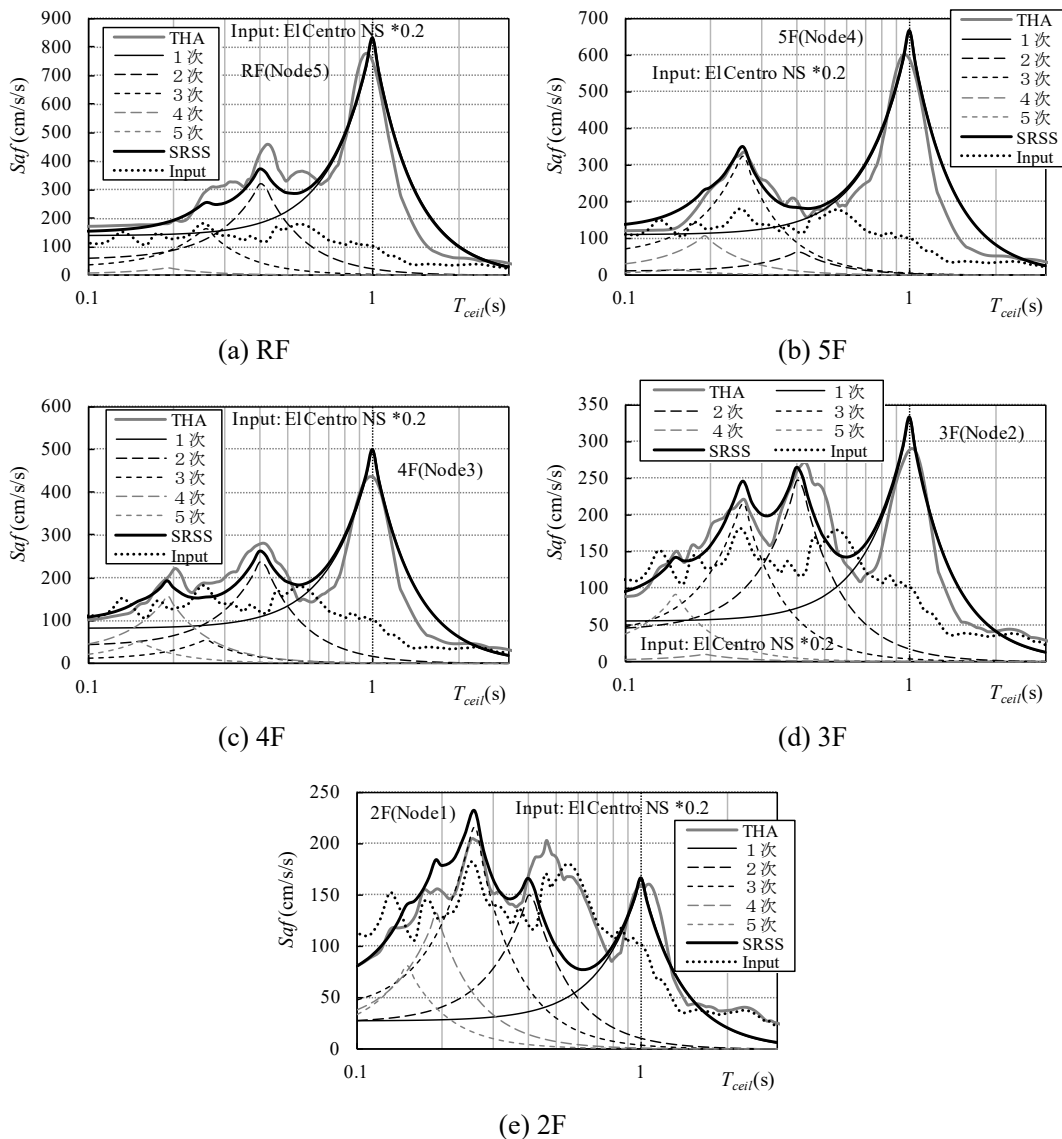 900
800
700
600
500
400
300
200
100
0
Saf (cm/s/s)
THA
1次
2次
3次
4次
5次
SRSS
Input
Input: ElCentro NS *0.2
RF(Node5)
0.1
1
Tceil(s)
(a) RF
700
600
500
400
300
200
100
0
Saf (cm/s/s)
5F(Node4)
Input: ElCentro NS *0.2
THA
1次
2次
3次
4次
5次
SRSS
Input
0.1
1
Tceil(s)
(b) 5F
600
500
400
300
200
100
0
Saf (cm/s/s)
THA
1次
2次
3次
4次
5次
SRSS
Input
Input: ElCentro NS *0.2
4F(Node3)
0.1
1
Tceil(s)
(c) 4F
THA 1次
2次 3次
4次 5次
SRSS Input
350
300
250
200
150
100
50
0
Saf (cm/s/s)
3F(Node2)
Input: ElCentro NS *0.2
0.1
1
Tceil(s)
(d) 3F
250
200
150
100
50
0
Saf (cm/s/s)
2F(Node1)
Input: ElCentro NS *0.2
THA
1次
2次
3次
4次
5次
SRSS
Input
0.1
1
Tceil(s)
(e) 2F